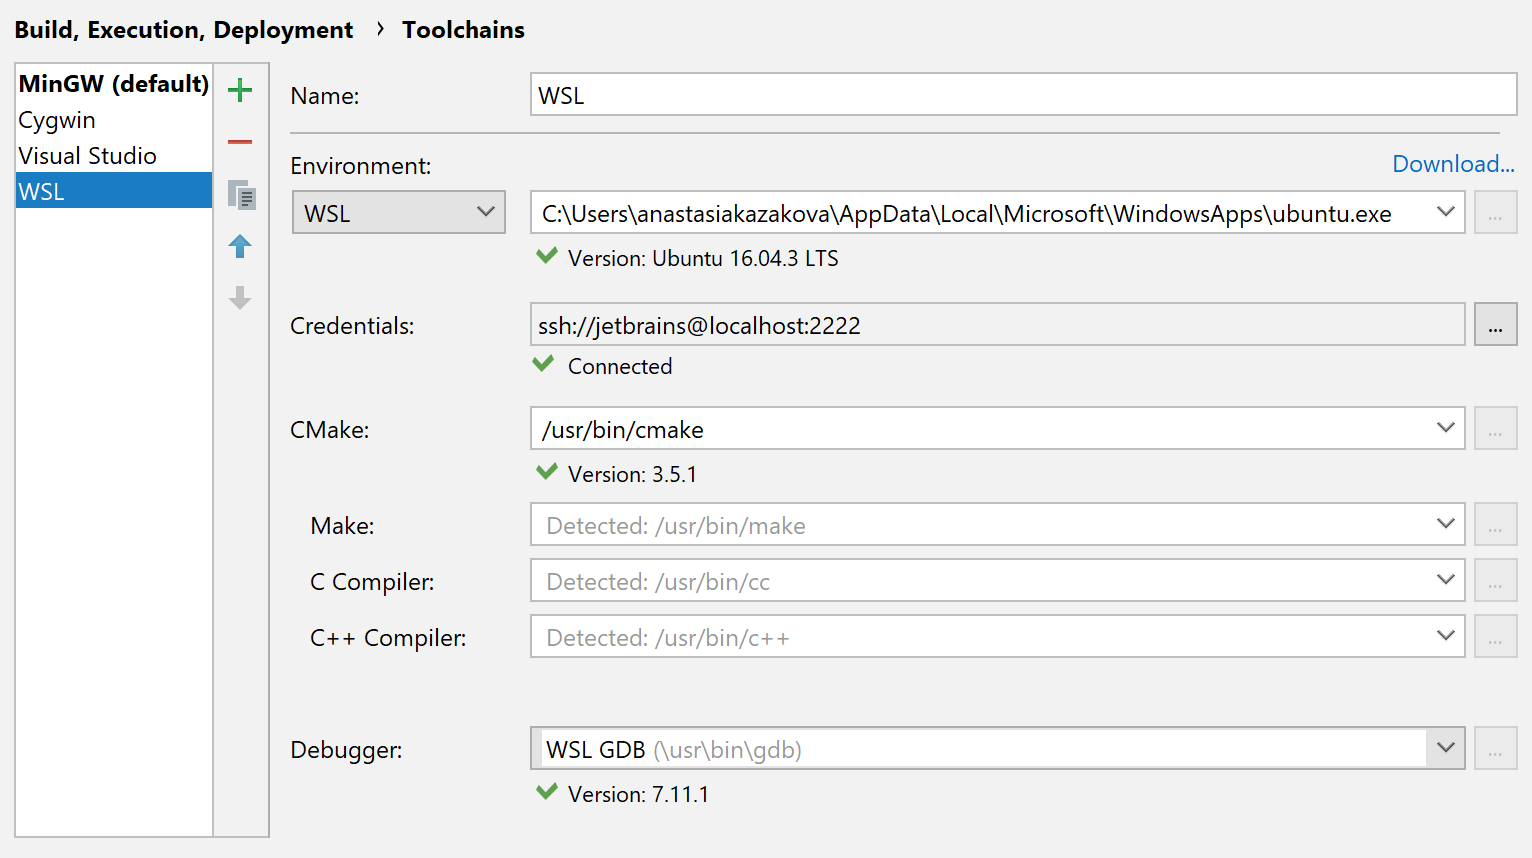 Build, Execution, Deployment › Toolchains
MinGW (default)
Cygwin
Visual Studio
WSL
Name: WSL
Environment: Download...
WSL C:\Users\anastasiakazakova\AppData\Local\Microsoft\WindowsApps\ubuntu.exe ...
Version: Ubuntu 16.04.3 LTS
Credentials: ssh://jetbrains@localhost:2222 ...
Connected
CMake: /usr/bin/cmake ...
Version: 3.5.1
Make: Detected: /usr/bin/make ...
C Compiler: Detected: /usr/bin/cc ...
C++ Compiler: Detected: /usr/bin/c++ ...
Debugger: WSL GDB (\usr\bin\gdb) ...
Version: 7.11.1